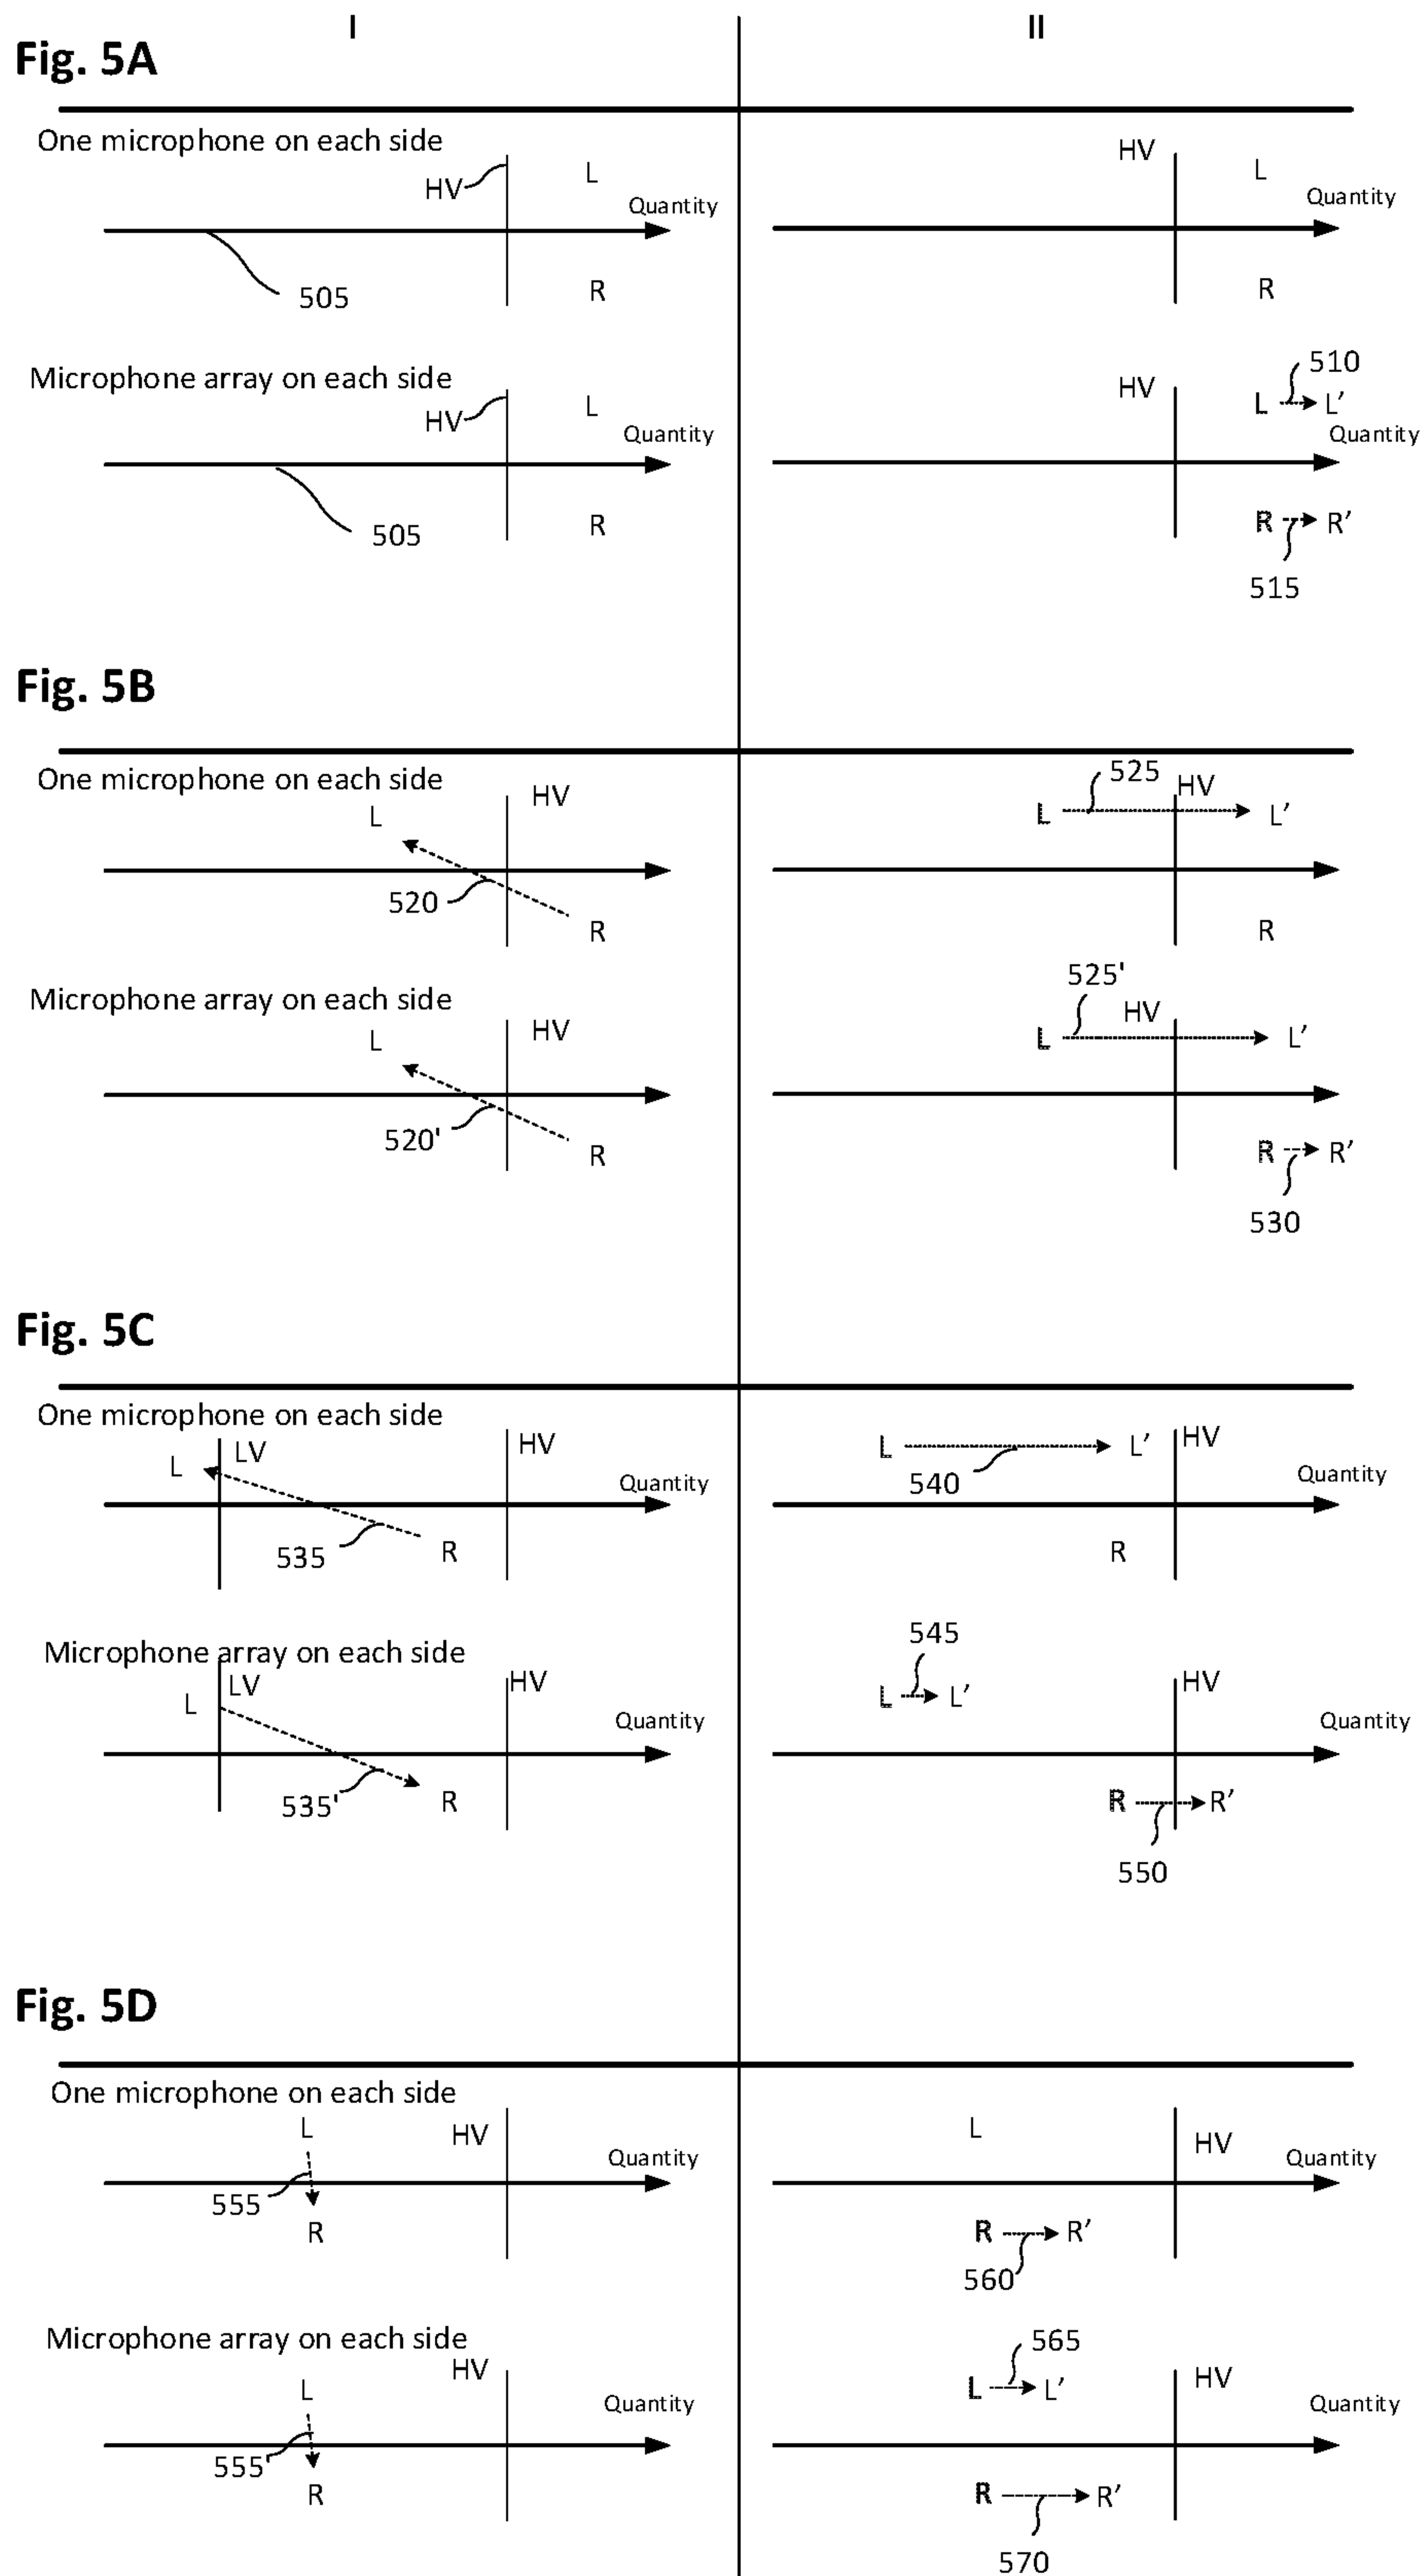 I
II
Fig. 5A
One microphone on each side
HV
L
Quantity
505
R
HV
L
Quantity
R
Microphone array on each side
HV
L
Quantity
505
R
HV
510
L L’
Quantity
R R’
515
Fig. 5B
One microphone on each side
L
HV
520
R
525
HV
L L’
R
Microphone array on each side
L
HV
520'
R
525'
HV
L L’
R R’
530
Fig. 5C
One microphone on each side
L
LV
HV
Quantity
535
R
L L’
HV
540
Quantity
R
Microphone array on each side
L
LV
HV
Quantity
535'
R
545
L L’
HV
Quantity
R R’
550
Fig. 5D
One microphone on each side
L
HV
Quantity
555
R
L
HV
Quantity
R R’
560
Microphone array on each side
L
HV
Quantity
555'
R
565
L L’
HV
Quantity
R R’
570